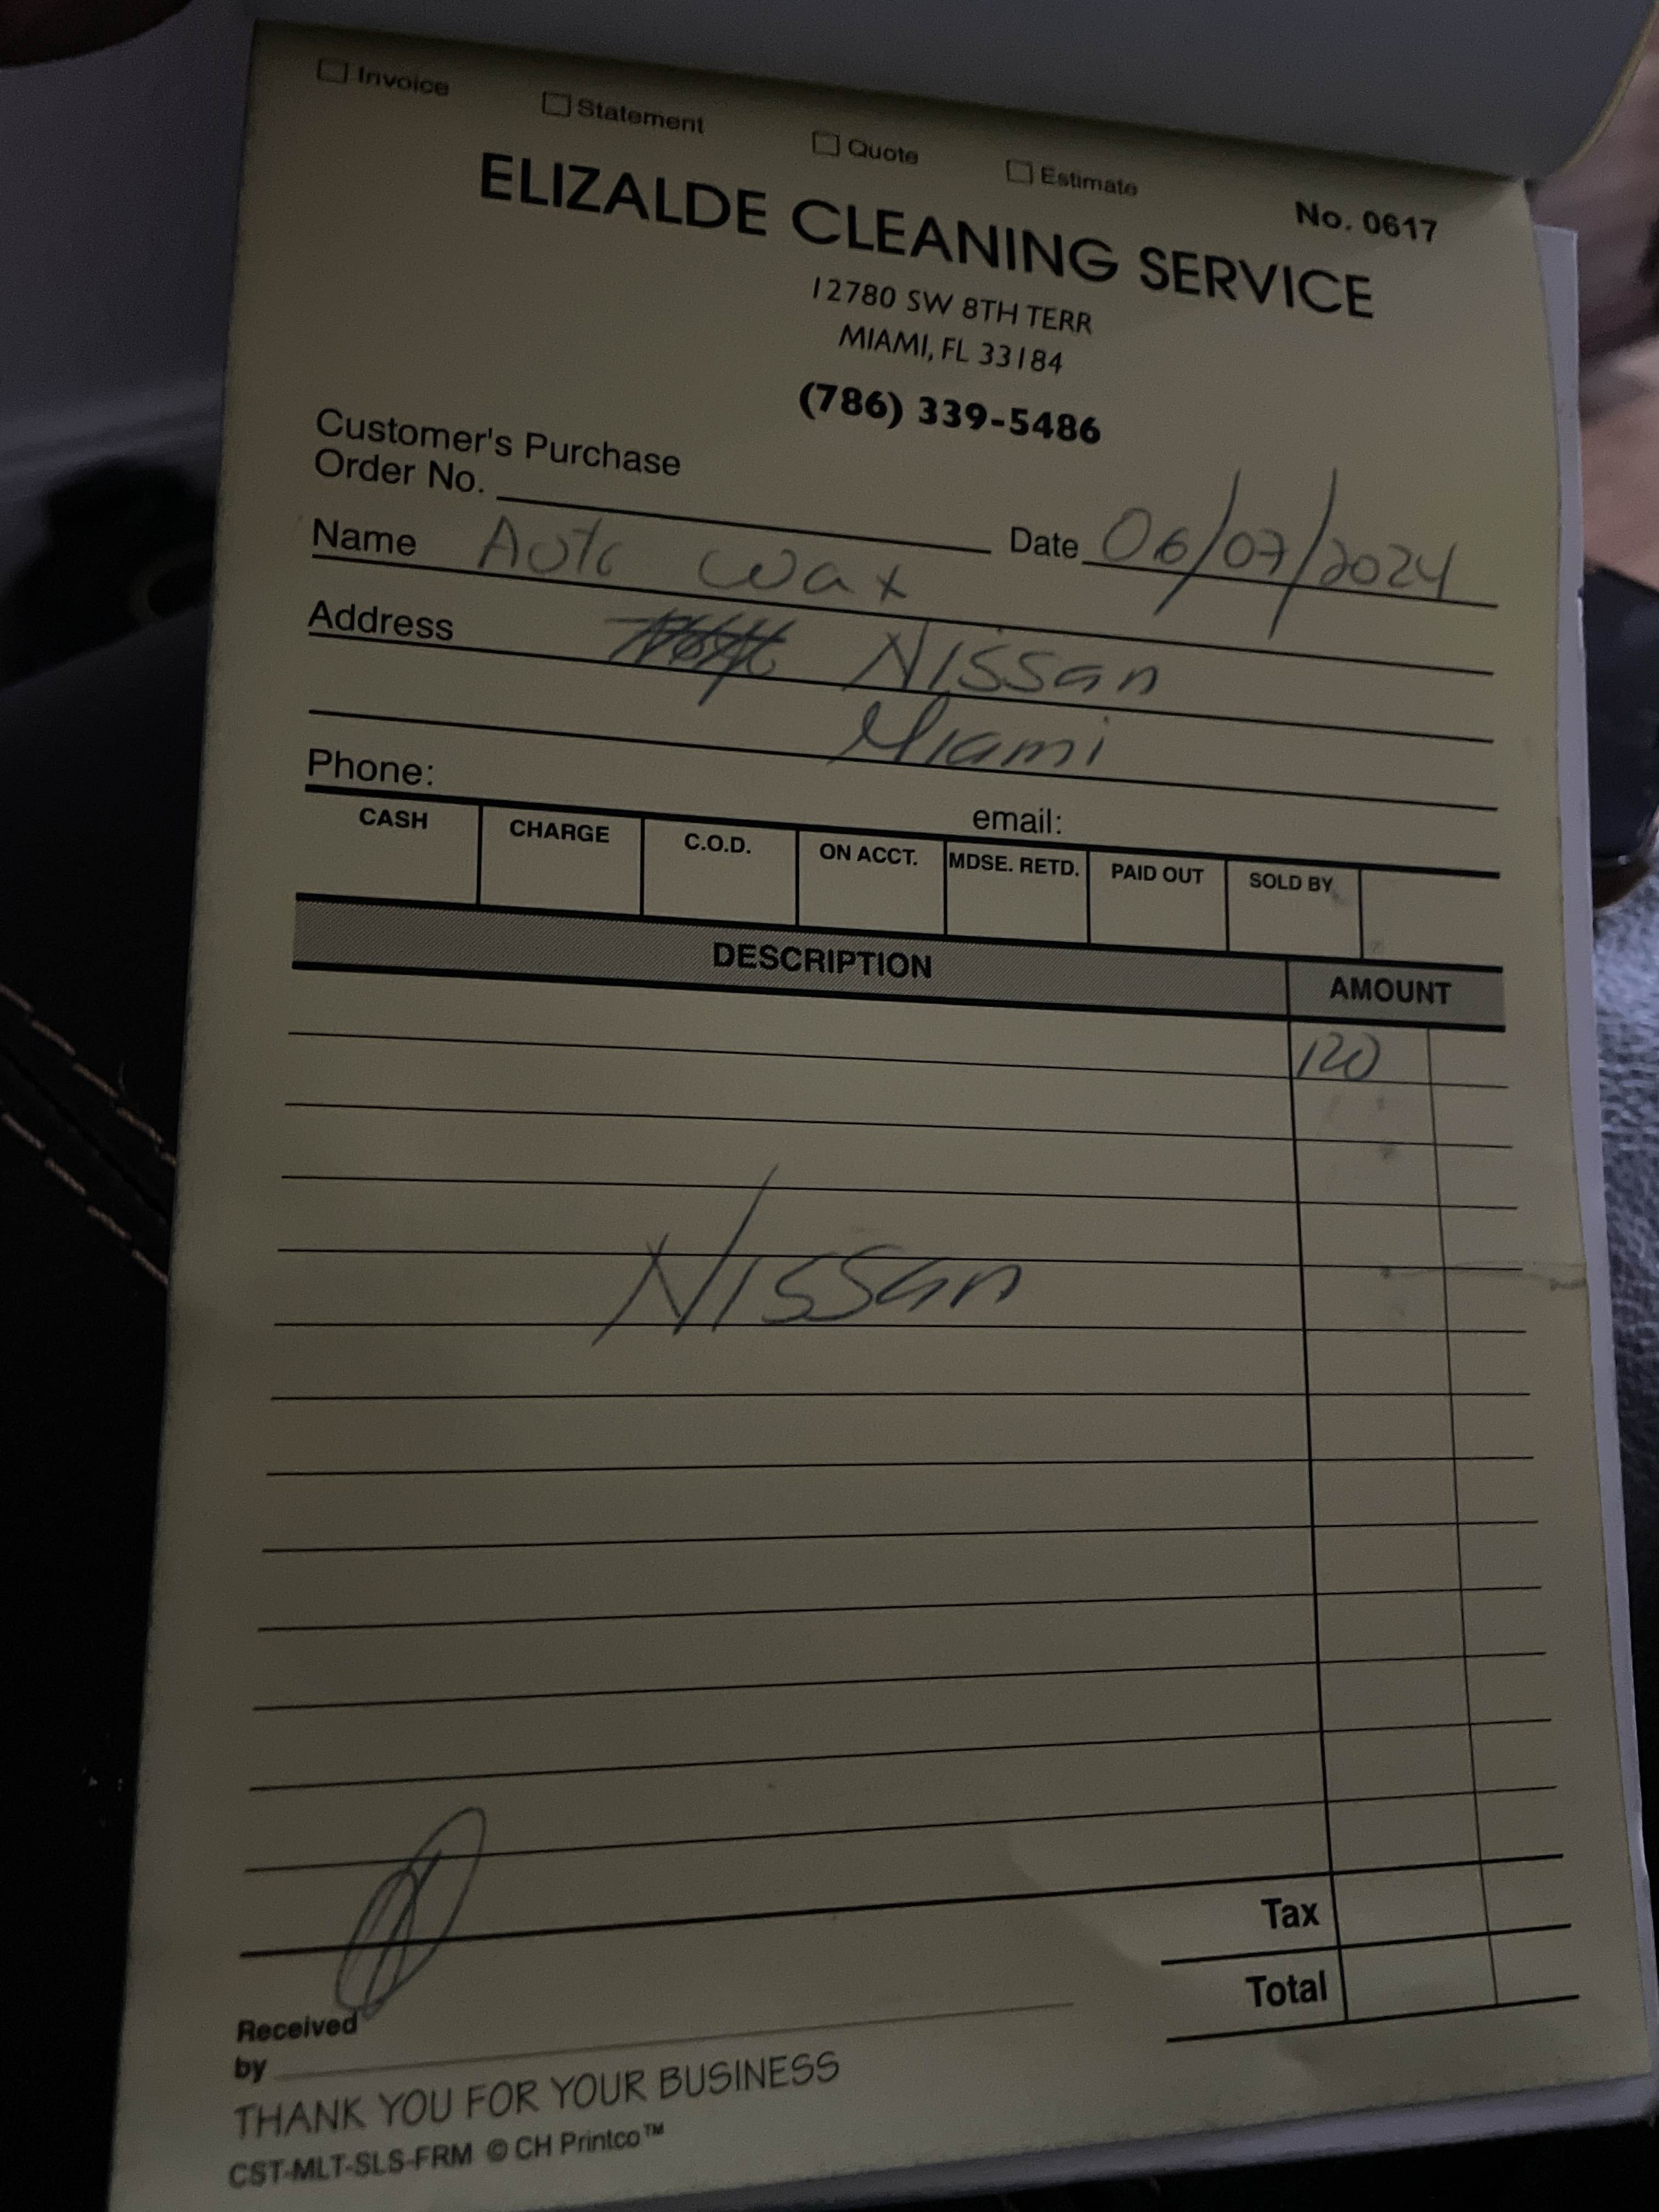 Invoice Statement Quote Estimate
No. 0617
ELIZALDE CLEANING SERVICE
12780 SW 8TH TERR
MIAMI, FL 33184
(786) 339-5486
Customer's Purchase
Order No.
Date 06/07/2024
Name Auto wax
Address Nissan
Miami
Phone: email:
CASH CHARGE C.O.D. ON ACCT. MDSE. RETD. PAID OUT SOLD BY
DESCRIPTION AMOUNT
120
Nissan
Tax
Total
Received
by
THANK YOU FOR YOUR BUSINESS
CST-MLT-SLS-FRM © CH Printco™